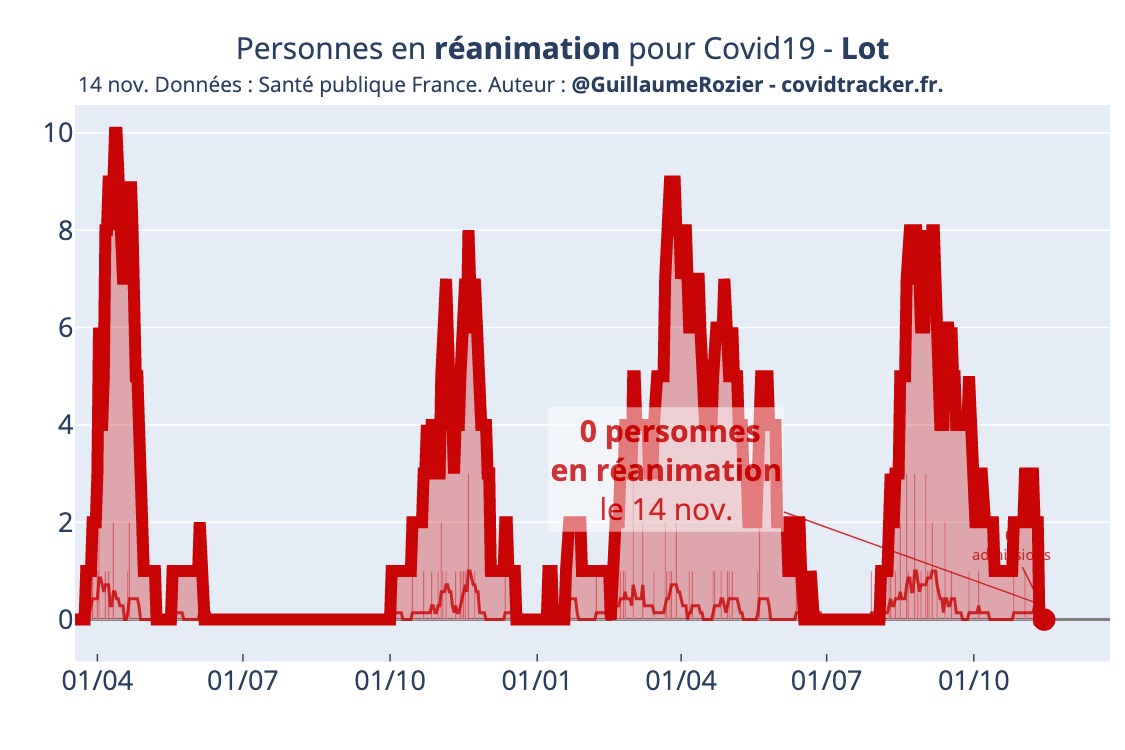 Personnes en réanimation pour Covid19 - Lot
14 nov. Données : Santé publique France. Auteur : @GuillaumeRozier - covidtracker.fr.
10
8
6
4
2
0
0 personnes
en réanimation
le 14 nov.
admissions
01/04
01/07
01/10
01/01
01/04
01/07
01/10